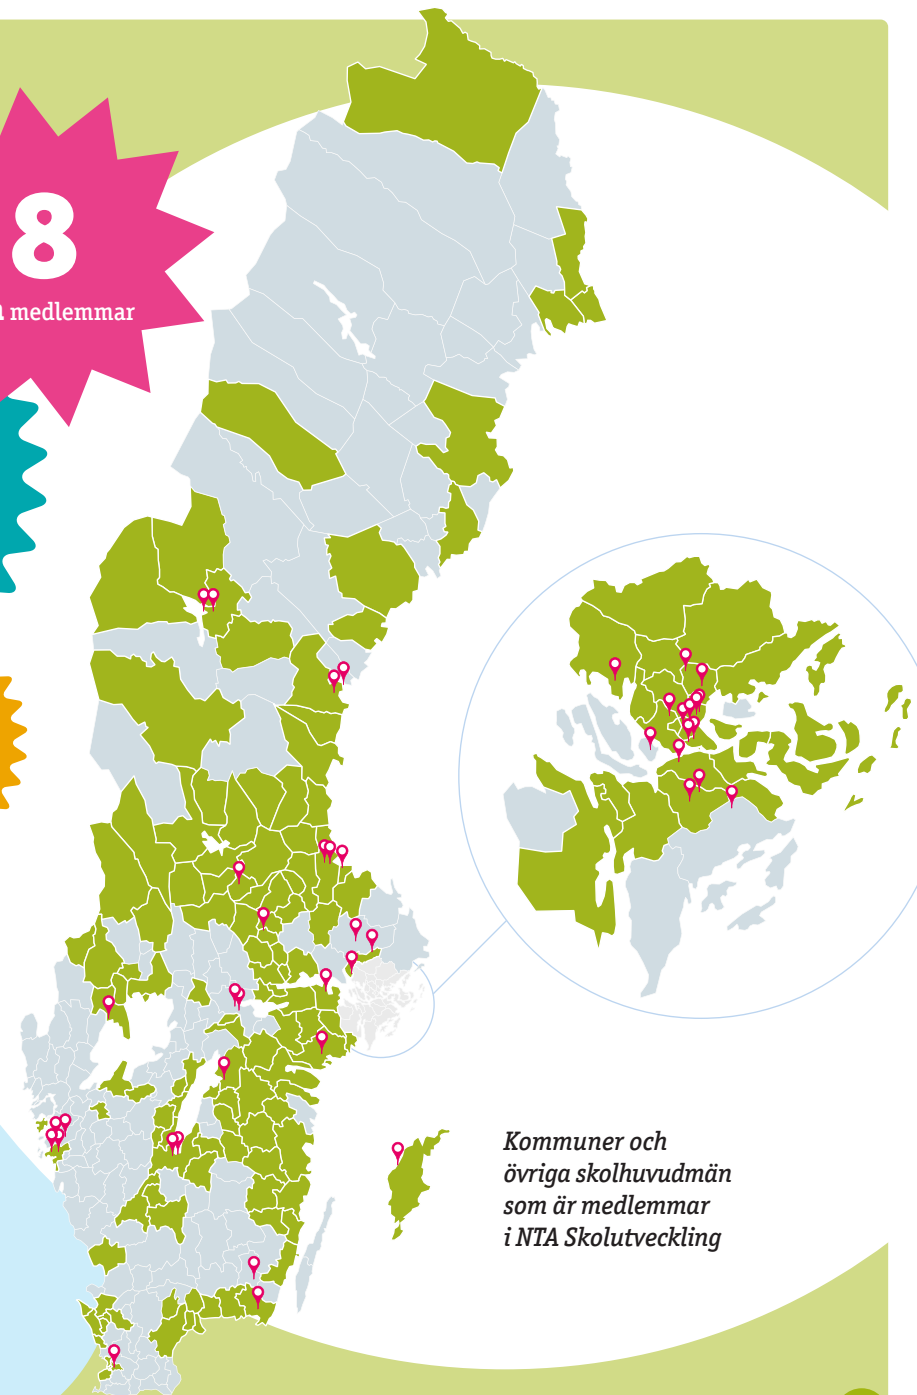 8
medlemmar
Kommuner och
övriga skolhuvudmän
som är medlemmar
i NTA Skolutveckling